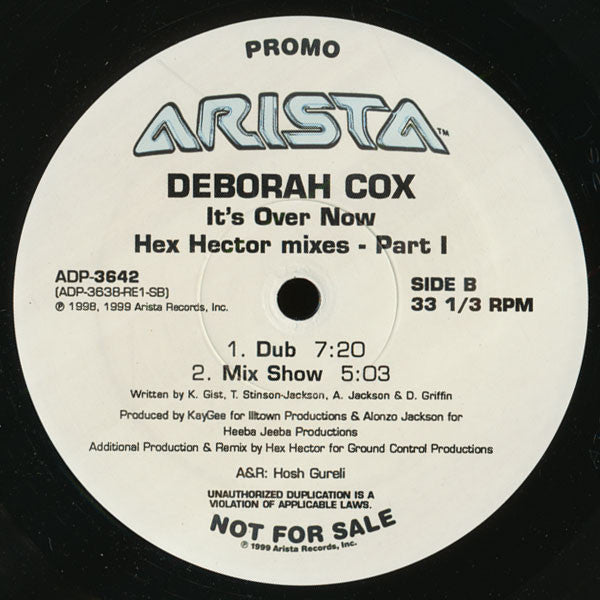 PROMO
ARISTA™
DEBORAH COX
It's Over Now
Hex Hector mixes - Part I
ADP-3642
(ADP-3638-RE1-SB)
℗ 1998, 1999 Arista Records, Inc.
SIDE B
33 1/3 RPM
1. Dub 7:20
2. Mix Show 5:03
Written by K. Gist, T. Stinson-Jackson, A. Jackson & D. Griffin
Produced by KayGee for Illtown Productions & Alonzo Jackson for
Heeba Jeeba Productions
Additional Production & Remix by Hex Hector for Ground Control Productions
A&R: Hosh Gureli
UNAUTHORIZED DUPLICATION IS A
VIOLATION OF APPLICABLE LAWS.
NOT FOR SALE
℗ 1999 Arista Records, Inc.